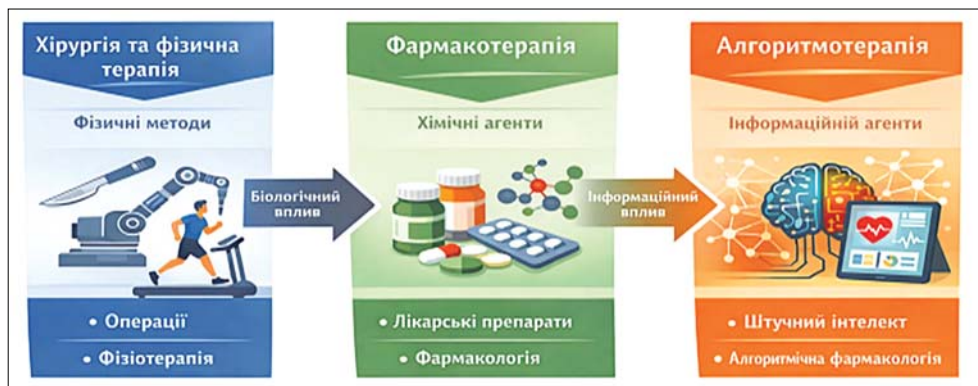 Хірургія та фізична
терапія
Фізичні методи
• Операції
• Фізіотерапія
Біологічний
вплив
Фармакотерапія
Хімічні агенти
• Лікарські препарати
• Фармакологія
Інформаційний
вплив
Алгоритмотерапія
Інформаційній агенти
• Штучний інтелект
• Алгоритмічна фармакологія